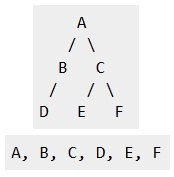 A
/ \
B C
/ / \
D E F
A, B, C, D, E, F